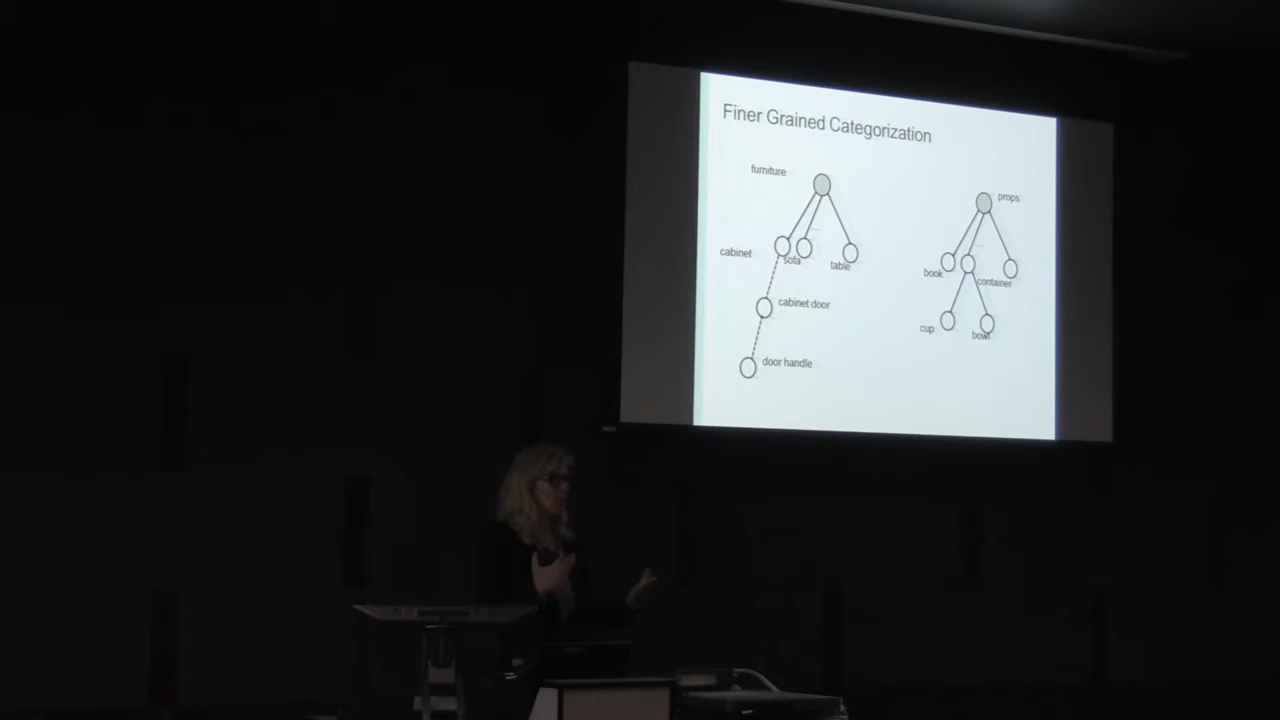 Finer Grained Categorization
furniture
props
...
...
cabinet
sofa
table
book
container
cabinet door
cup
bowl
door handle